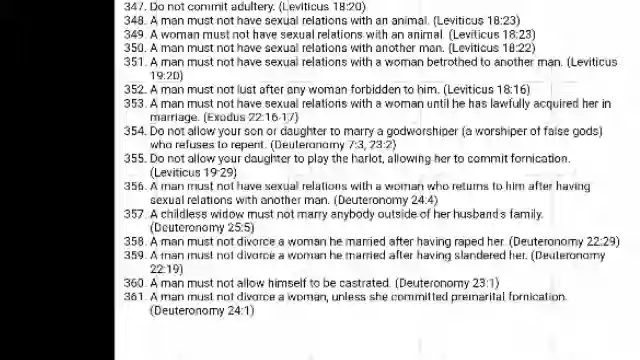 347. Do not commit adultery. (Leviticus 18:20)
348. A man must not have sexual relations with an animal. (Leviticus 18:23)
349. A woman must not have sexual relations with an animal. (Leviticus 18:23)
350. A man must not have sexual relations with another man. (Leviticus 18:22)
351. A man must not have sexual relations with a woman betrothed to another man. (Leviticus
19:20)
352. A man must not lust after any woman forbidden to him. (Leviticus 18:16)
353. A man must not have sexual relations with a woman until he has lawfully acquired her in
marriage. (Exodus 22:16-17)
354. Do not allow your son or daughter to marry a godworshiper (a worshiper of false gods)
who refuses to repent. (Deuteronomy 7:3, 23:2)
355. Do not allow your daughter to play the harlot, allowing her to commit fornication.
(Leviticus 19:29)
356. A man must not have sexual relations with a woman who returns to him after having
sexual relations with another man. (Deuteronomy 24:4)
357. A childless widow must not marry anybody outside of her husband's family.
(Deuteronomy 25:5)
358. A man must not divorce a woman he married after having raped her. (Deuteronomy 22:29)
359. A man must not divorce a woman he married after having slandered her. (Deuteronomy
22:19)
360. A man must not allow himself to be castrated. (Deuteronomy 23:1)
361. A man must not divorce a woman, unless she committed premarital fornication.
(Deuteronomy 24:1)